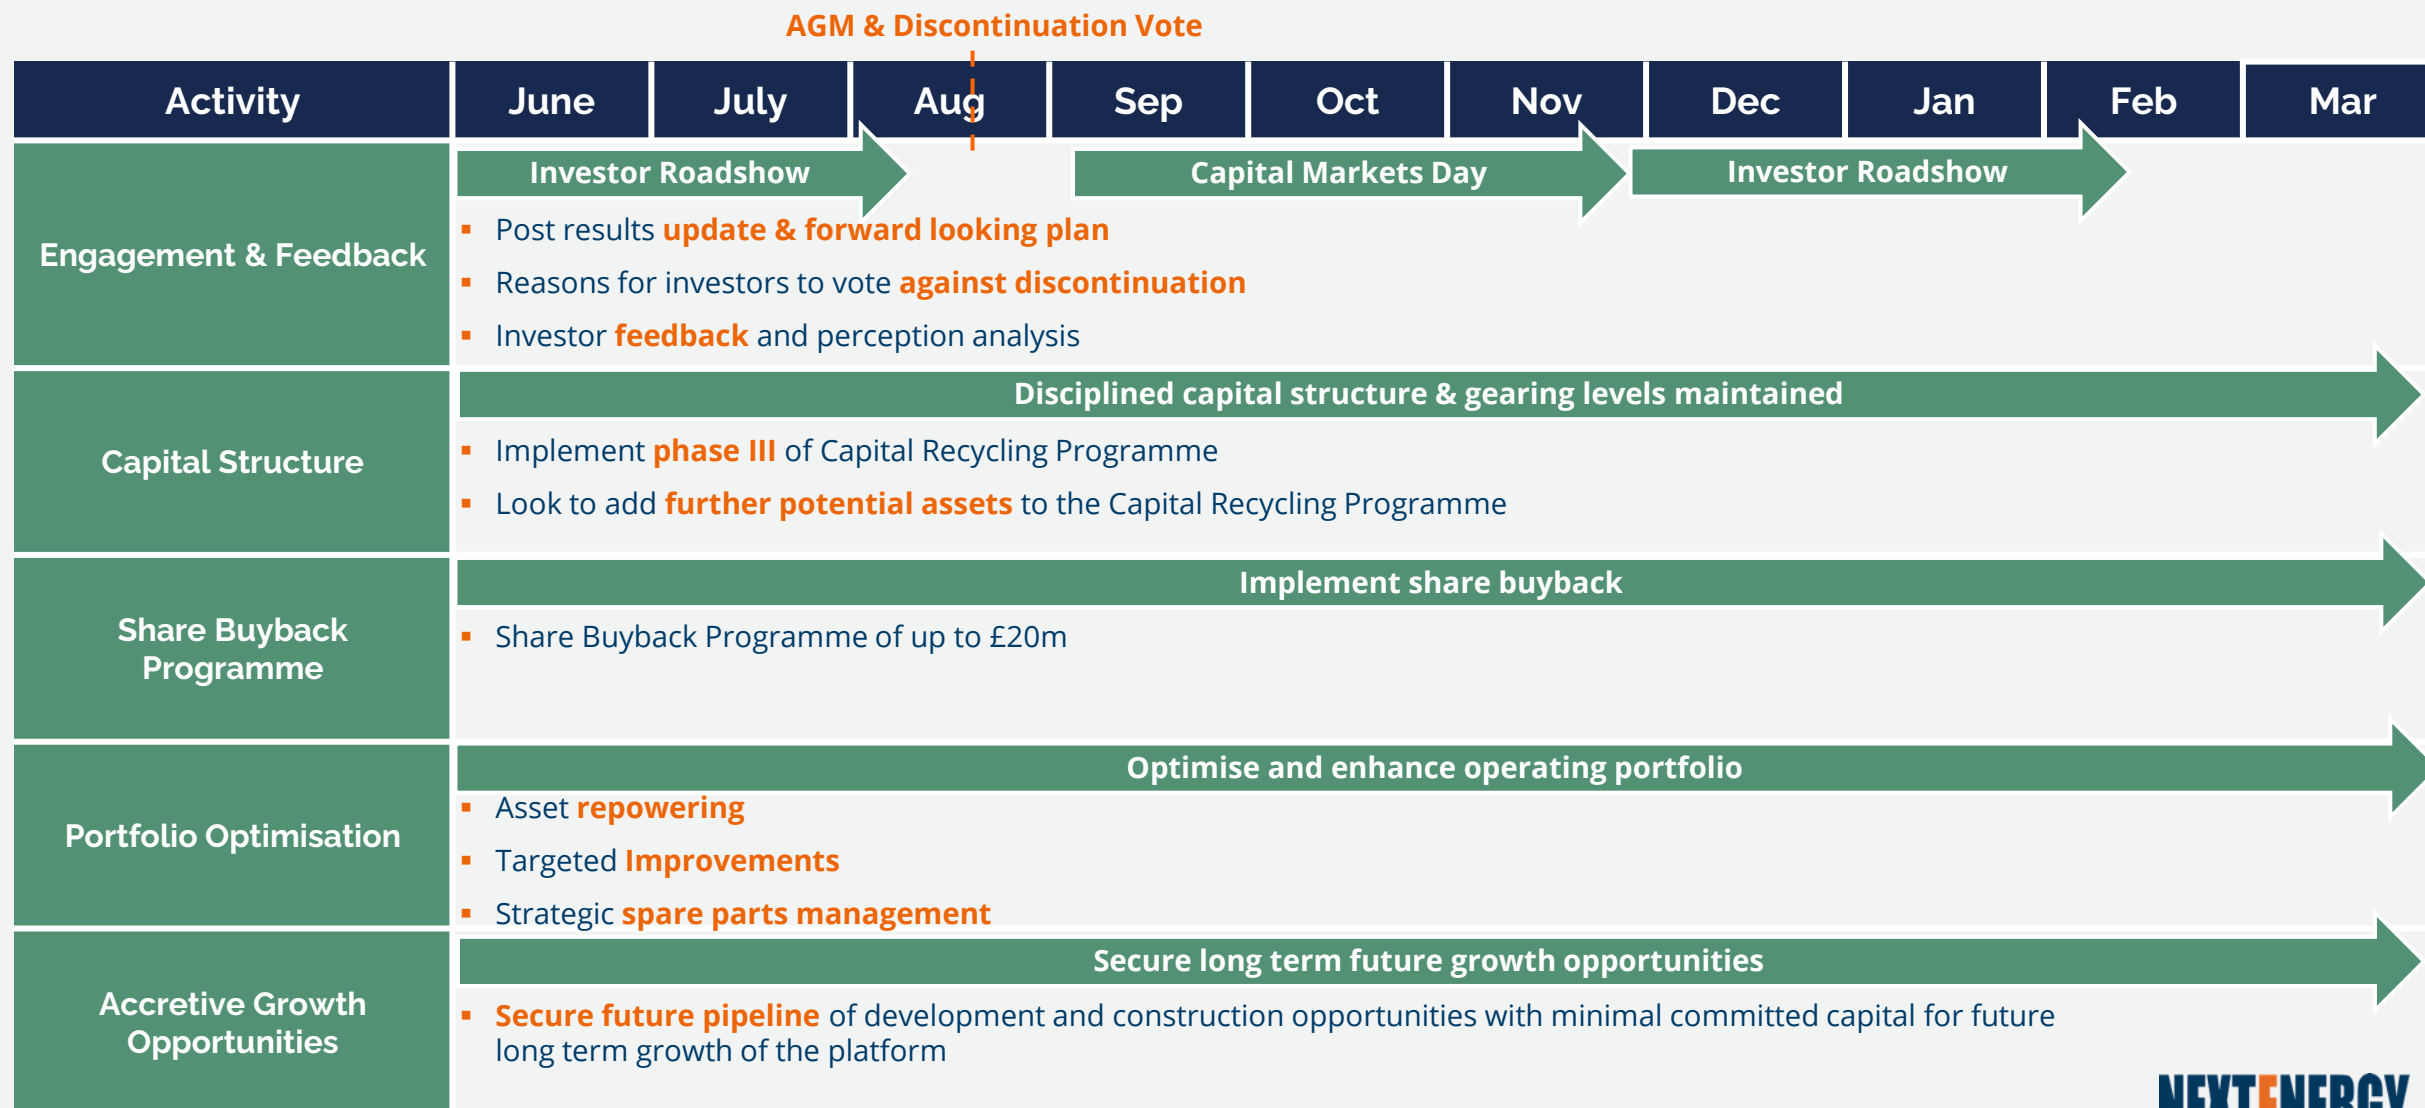 AGM & Discontinuation Vote
Activity June July Aug Sep Oct Nov Dec Jan Feb Mar
Engagement & Feedback
Investor Roadshow Capital Markets Day Investor Roadshow
▪ Post results update & forward looking plan
▪ Reasons for investors to vote against discontinuation
▪ Investor feedback and perception analysis
Capital Structure
Disciplined capital structure & gearing levels maintained
▪ Implement phase III of Capital Recycling Programme
▪ Look to add further potential assets to the Capital Recycling Programme
Share Buyback
Programme
Implement share buyback
▪ Share Buyback Programme of up to £20m
Portfolio Optimisation
Optimise and enhance operating portfolio
▪ Asset repowering
▪ Targeted Improvements
▪ Strategic spare parts management
Accretive Growth
Opportunities
Secure long term future growth opportunities
▪ Secure future pipeline of development and construction opportunities with minimal committed capital for future
long term growth of the platform
NEXTENERGY